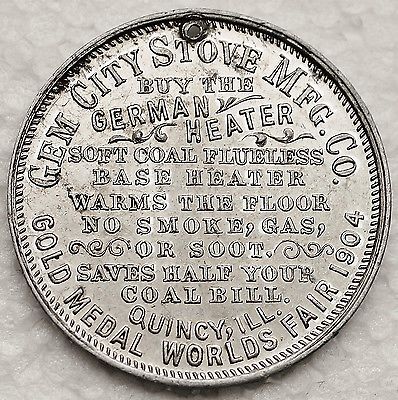 GEM CITY STOVE MFG. CO.
BUY THE
GERMAN
HEATER
SOFT COAL FLUELESS
BASE HEATER
WARMS THE FLOOR
NO SMOKE, GAS,
OR SOOT.
SAVES HALF YOUR
COAL BILL.
QUINCY, ILL.
GOLD MEDAL WORLDS FAIR 1904